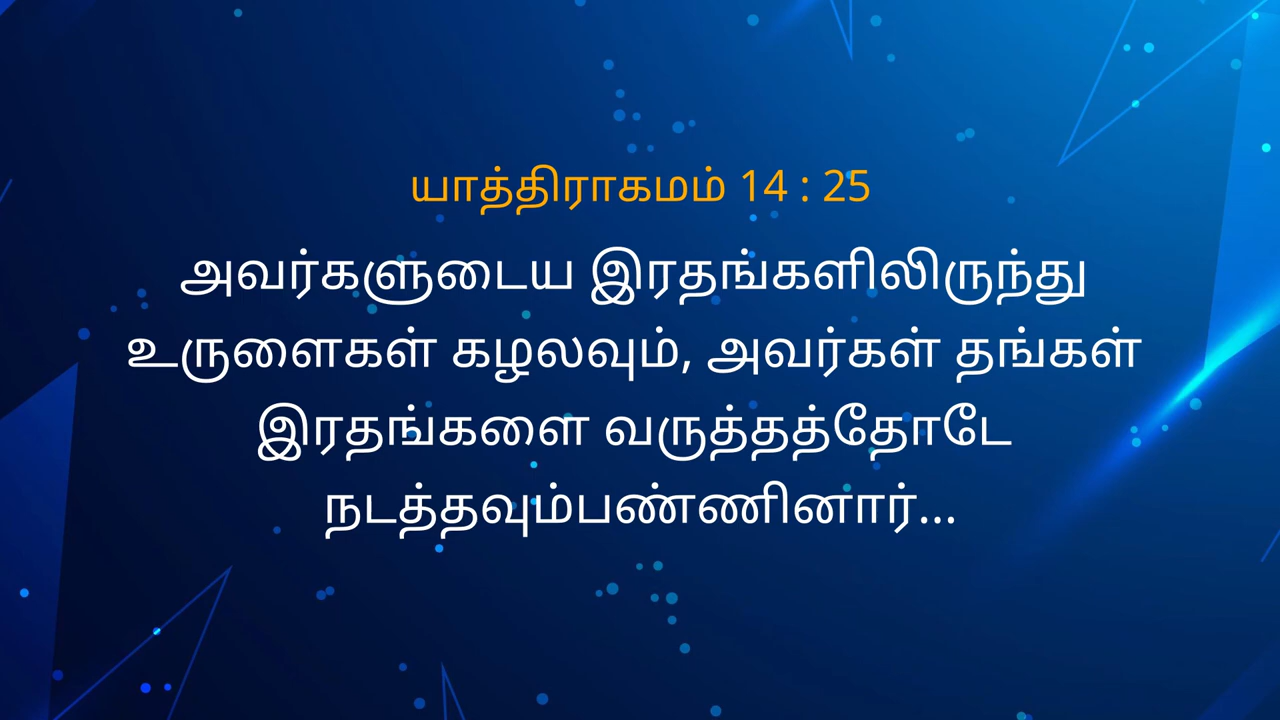 யாத்திராகமம் 14 : 25
அவர்களுடைய இரதங்களிலிருந்து
உருளைகள் கழலவும், அவர்கள் தங்கள்
இரதங்களை வருத்தத்தோடே
நடத்தவும்பண்ணினார்...